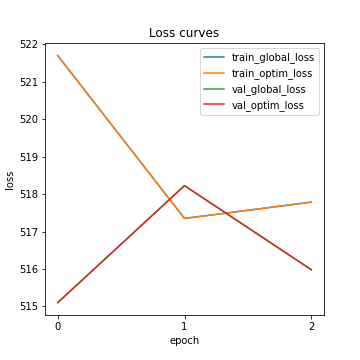 Loss curves
522
521
520
519
518
517
516
515
loss
train_global_loss
train_optim_loss
val_global_loss
val_optim_loss
0
1
2
epoch